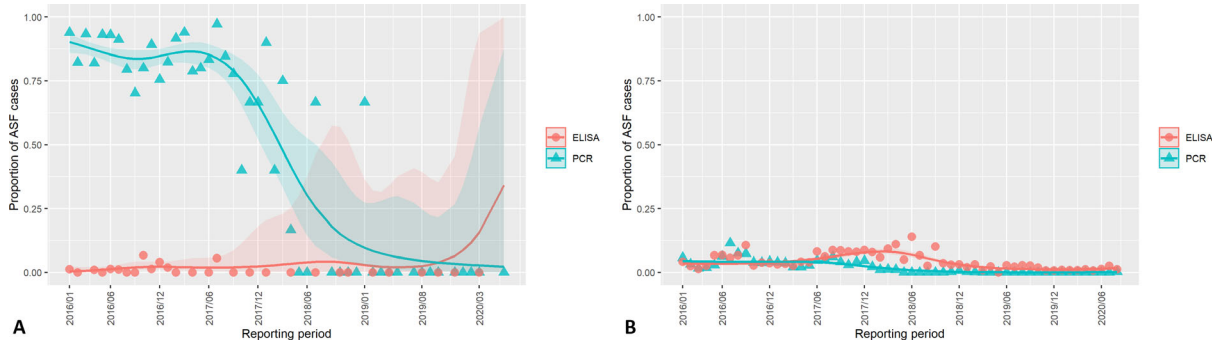 1.00
0.75
0.50
0.25
0.00
Proportion of ASF cases
2016/01
2016/06
2016/12
2017/06
2017/12
2018/06
2019/01
2019/08
2020/03
Reporting period
ELISA
PCR
A
1.00
0.75
0.50
0.25
0.00
Proportion of ASF cases
2016/01
2016/06
2016/12
2017/06
2017/12
2018/06
2018/12
2019/06
2019/12
2020/06
Reporting period
ELISA
PCR
B